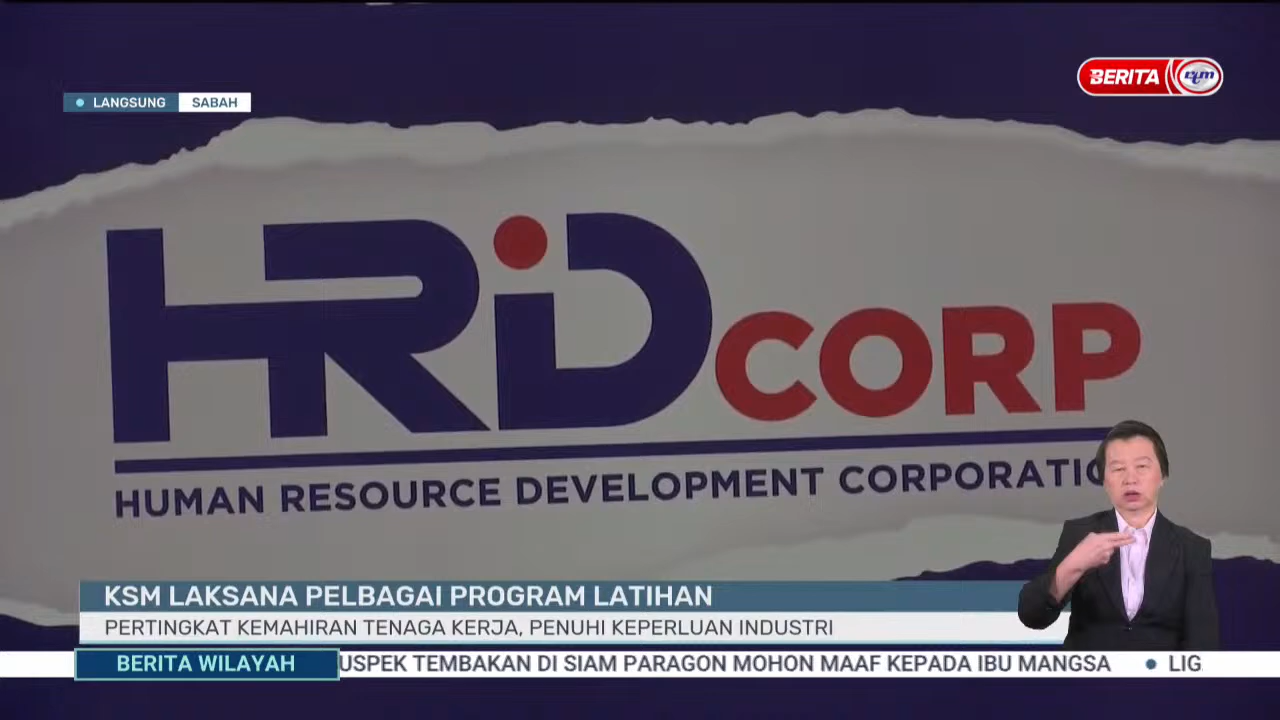 LANGSUNG SABAH
BERITA rtm
HRD CORP
HUMAN RESOURCE DEVELOPMENT
KSM LAKSANA PELBAGAI PROGRAM LATIHAN
PERTINGKAT KEMAHIRAN TENAGA KERJA, PENUHI KEPERLUAN INDUSTRI
BERITA WILAYAH USPEK TEMBAKAN DI SIAM PARAGON MOHON MAAF KEPADA IBU MANGSA • LIG